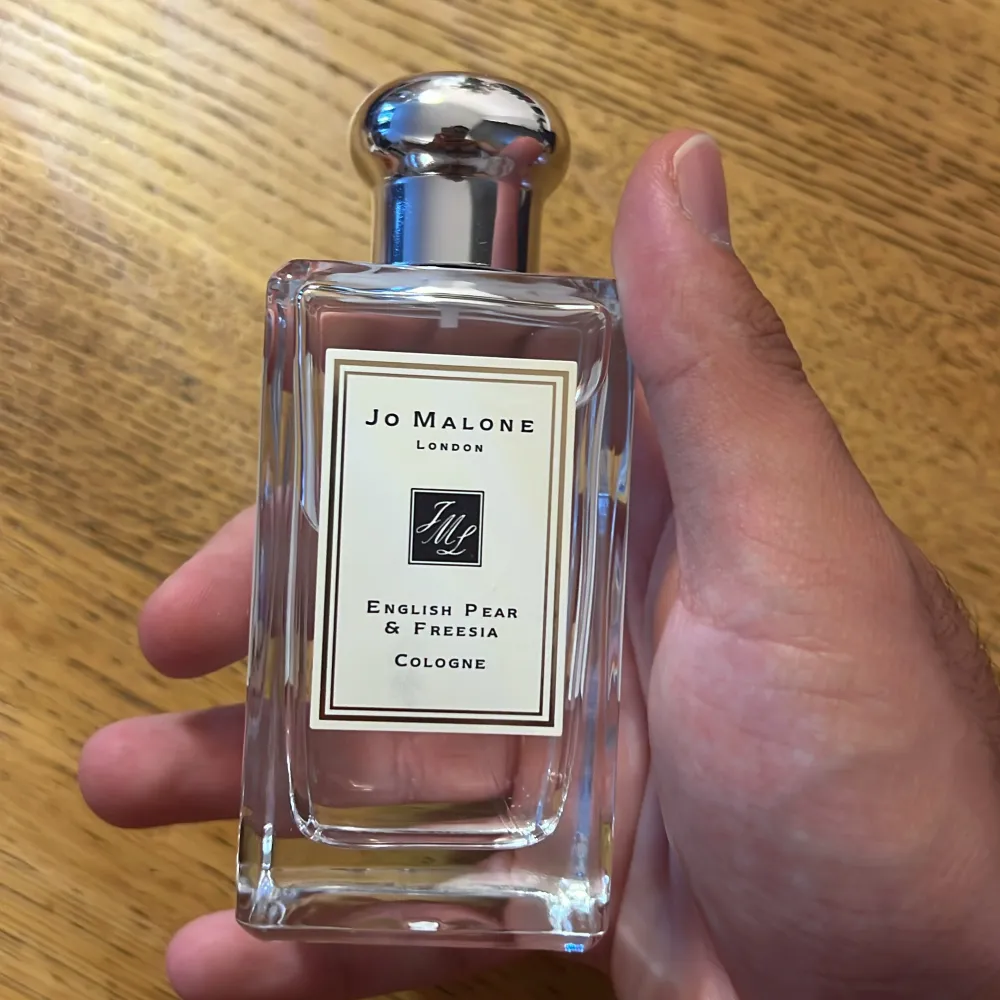 Jo Malone
London
JML
English Pear
& Freesia
Cologne